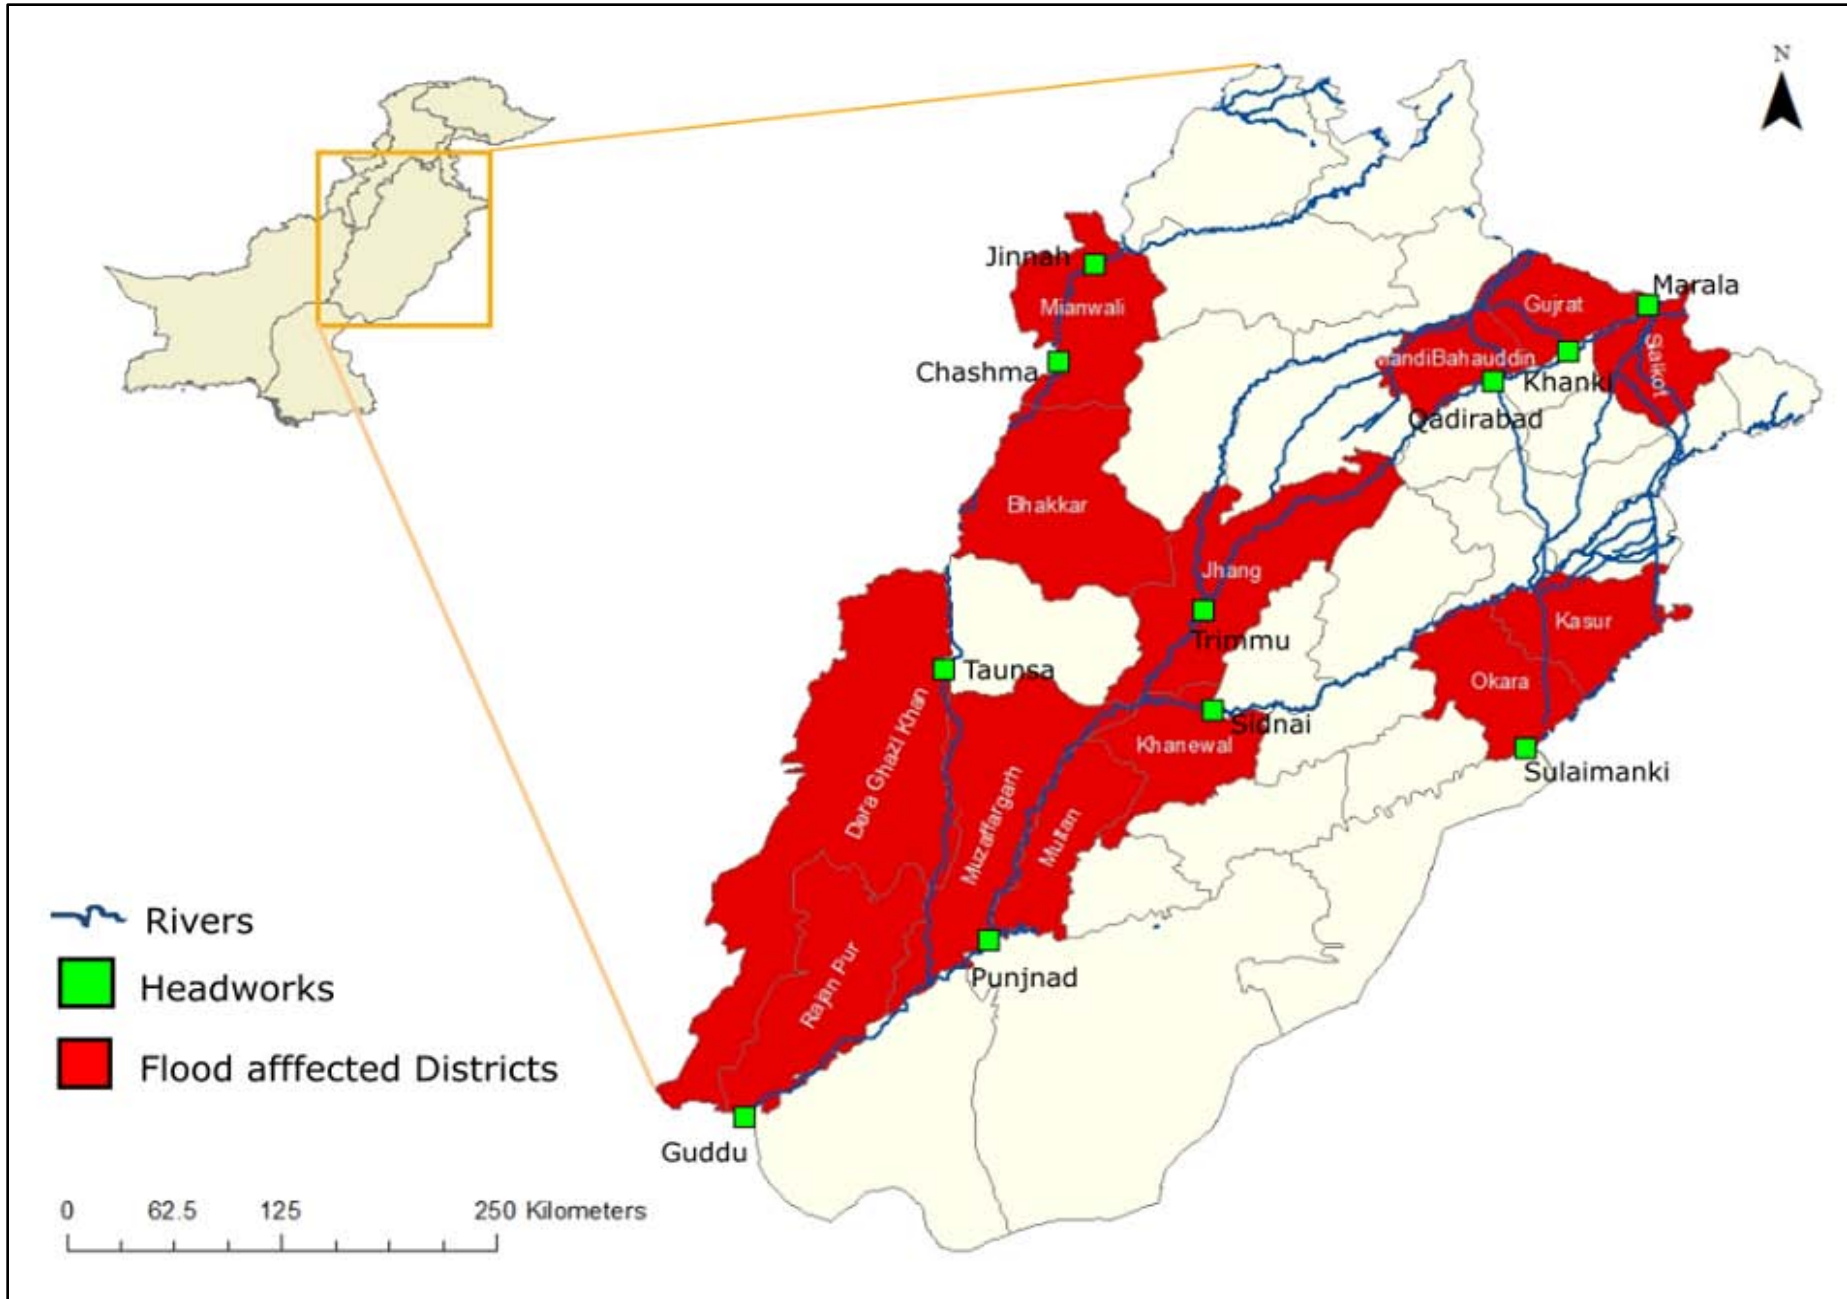 N
Jinnah
Marala
Mianwali
Gujrat
Chashma
andiBahauddin
Khanki
Salikot
Qadirabad
Bhakkar
Jhang
Kasur
Trimmu
Taunsa
Okara
Sidnai
Khanewal
Dera Ghazi Khan
Sulaimanki
Muzaffargarh
Multan
Rivers
Punjnad
Headworks
Rajan Pur
Flood afffected Districts
Guddu
0 62.5 125 250 Kilometers